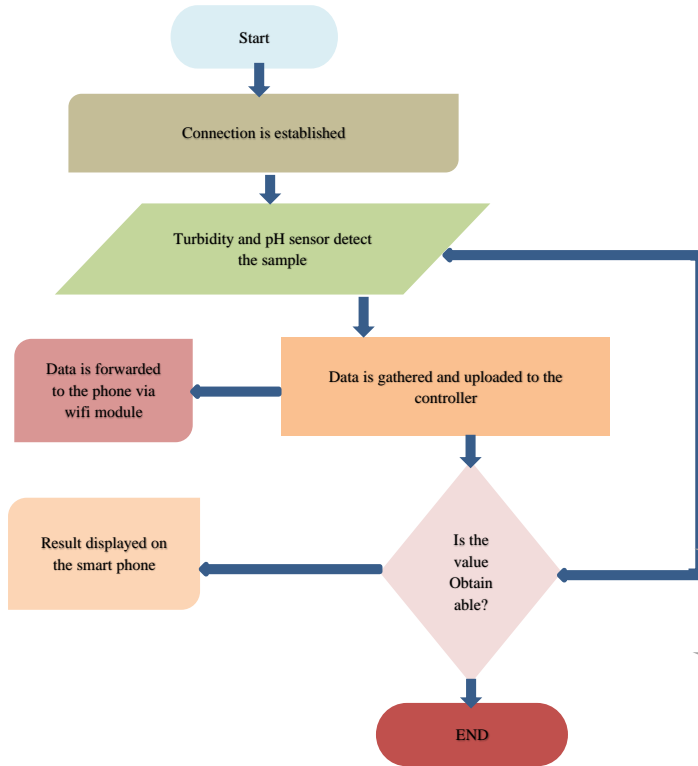 Start
Connection is established
Turbidity and pH sensor detect
the sample
Data is forwarded
to the phone via
wifi module
Data is gathered and uploaded to the
controller
Result displayed on
the smart phone
Is the
value
Obtain
able?
END